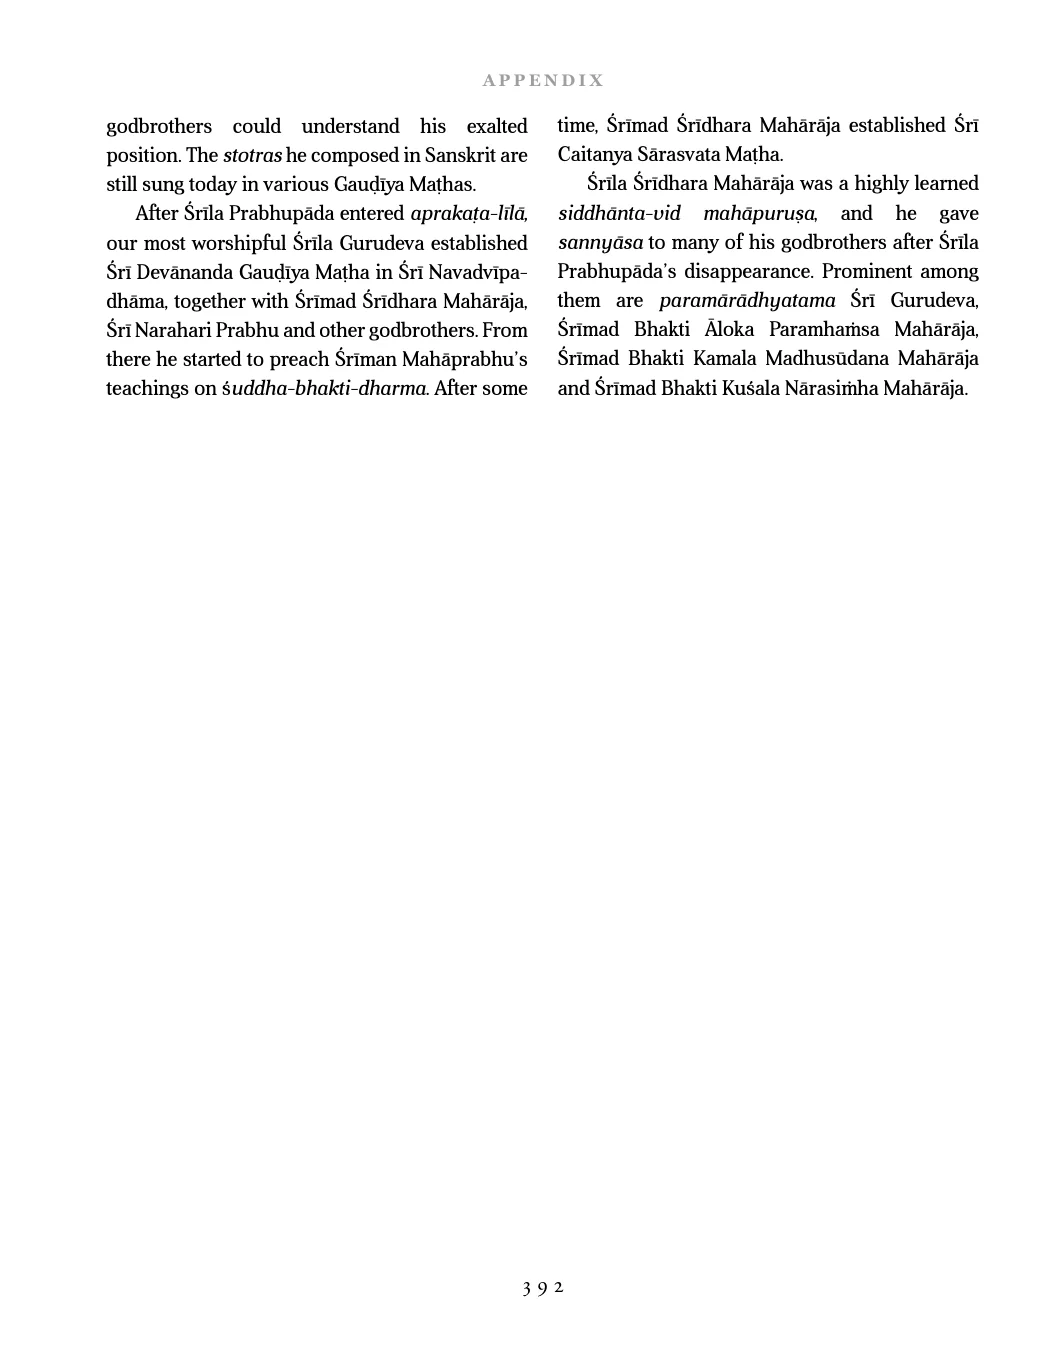 APPENDIX
godbrothers could understand his exalted
position. The stotras he composed in Sanskrit are
still sung today in various Gauḍīya Maṭhas.
After Śrīla Prabhupāda entered aprakaṭa-līlā,
our most worshipful Śrīla Gurudeva established
Śrī Devānanda Gauḍīya Maṭha in Śrī Navadvīpa-
dhāma, together with Śrīmad Śrīdhara Mahārāja,
Śrī Narahari Prabhu and other godbrothers. From
there he started to preach Śrīman Mahāprabhu’s
teachings on śuddha-bhakti-dharma. After some
time, Śrīmad Śrīdhara Mahārāja established Śrī
Caitanya Sārasvata Maṭha.
Śrīla Śrīdhara Mahārāja was a highly learned
siddhānta-vid mahāpuruṣa, and he gave
sannyāsa to many of his godbrothers after Śrīla
Prabhupāda’s disappearance. Prominent among
them are paramārādhyatama Śrī Gurudeva,
Śrīmad Bhakti Āloka Paramhaṁsa Mahārāja,
Śrīmad Bhakti Kamala Madhusūdana Mahārāja
and Śrīmad Bhakti Kuśala Nārasiṁha Mahārāja.
392